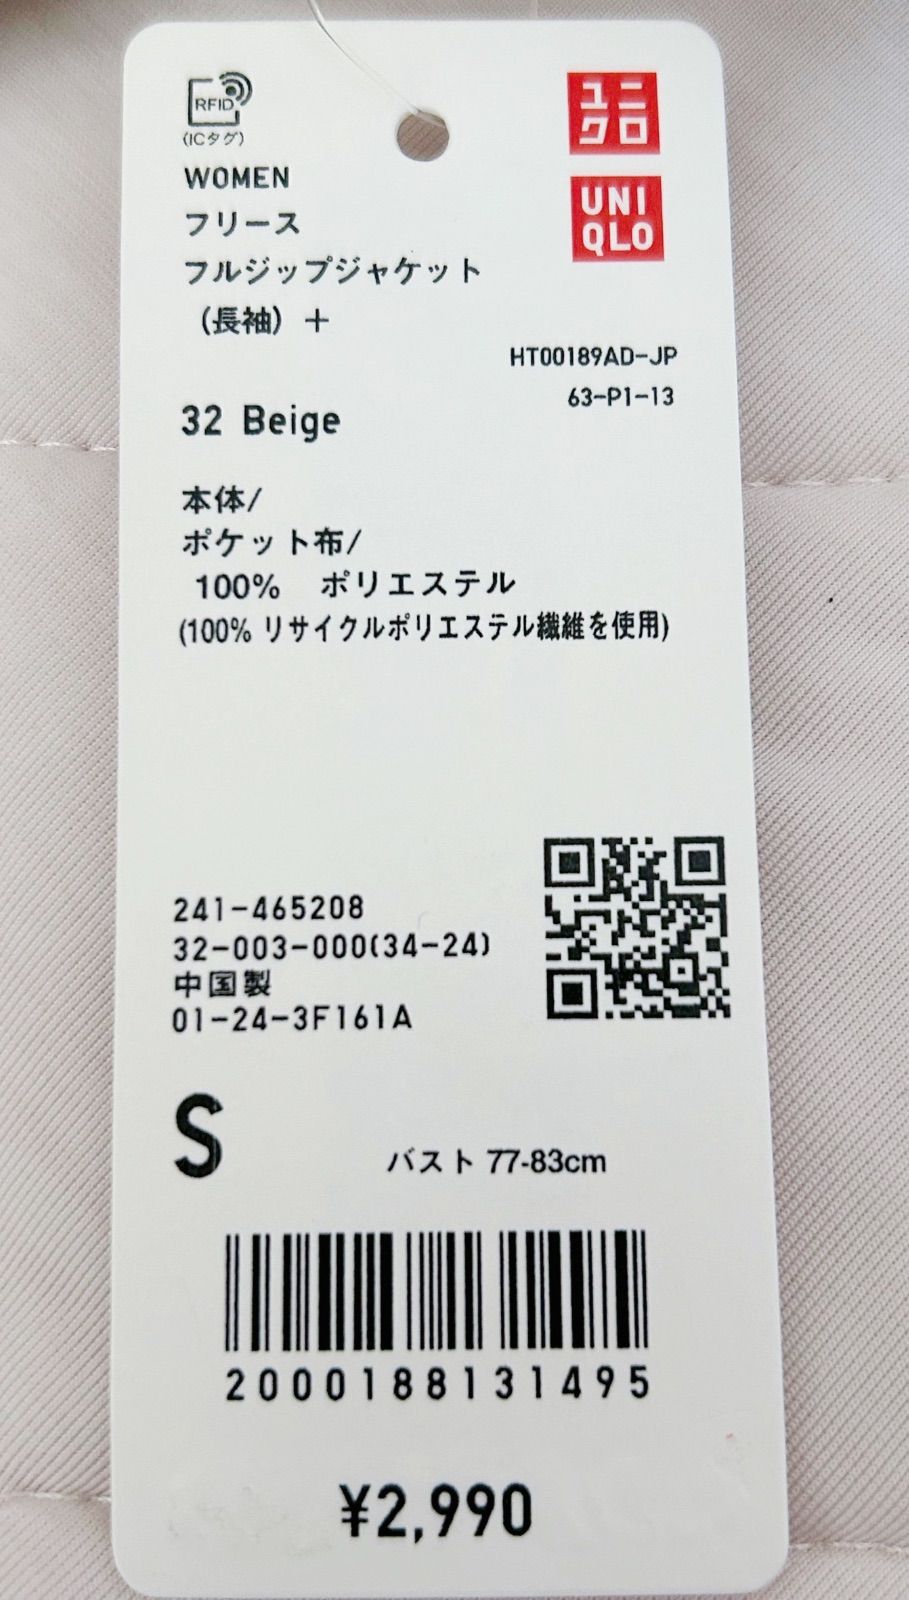 RFID
(ICタグ)
ユニ
クロ
UNI
QLO
WOMEN
フリース
フルジップジャケット
(長袖) +
HT00189AD-JP
63-P1-13
32 Beige
本体/
ポケット布/
100% ポリエステル
(100% リサイクルポリエステル繊維を使用)
241-465208
32-003-000(34-24)
中国製
01-24-3F161A
S
バスト 77-83cm
2000188131495
¥2,990